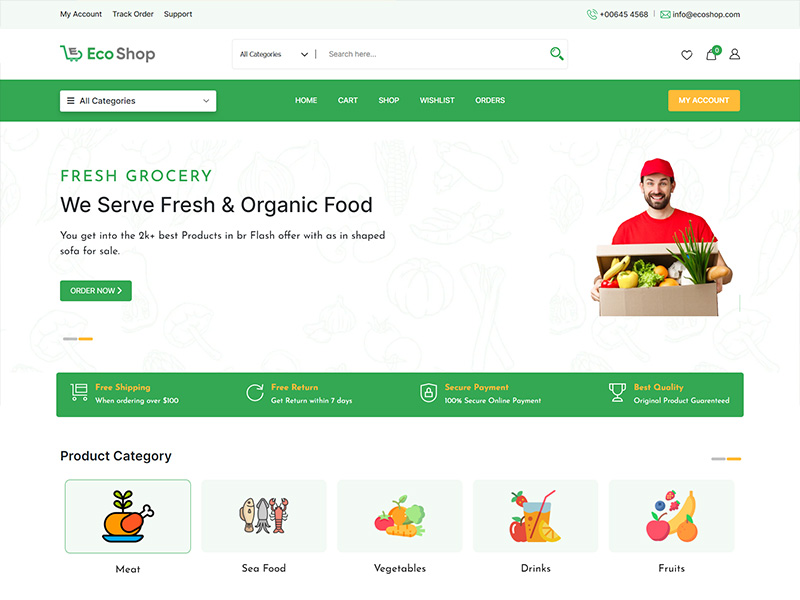 My Account Track Order Support +00645 4568 info@ecoshop.com
EcoShop All Categories Search here... 0
All Categories HOME CART SHOP WISHLIST ORDERS MY ACCOUNT
FRESH GROCERY
We Serve Fresh & Organic Food
You get into the 2k+ best Products in br Flash offer with as in shaped
sofa for sale.
ORDER NOW
Free Shipping Free Return Secure Payment Best Quality
When ordering over $100 Get Return within 7 days 100% Secure Online Payment Original Product Guarenteed
Product Category
Meat Sea Food Vegetables Drinks Fruits